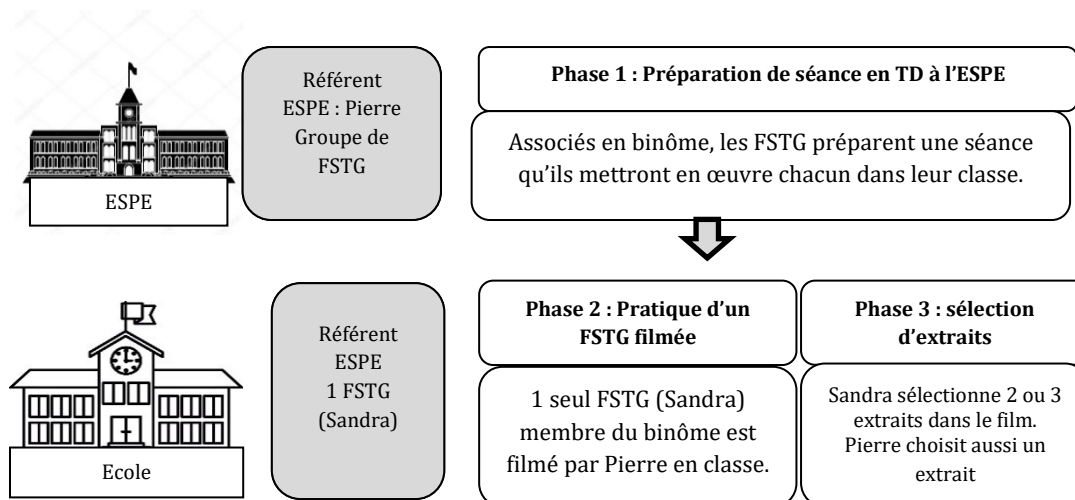 Référent
ESPE : Pierre
Groupe de
FSTG
ESPE
Phase 1 : Préparation de séance en TD à l’ESPE
Associés en binôme, les FSTG préparent une séance
qu’ils mettront en œuvre chacun dans leur classe.
Référent
ESPE
1 FSTG
(Sandra)
Ecole
Phase 2 : Pratique d’un
FSTG filmée
1 seul FSTG (Sandra)
membre du binôme est
filmé par Pierre en classe.
Phase 3 : sélection
d’extraits
Sandra sélectionne 2 ou 3
extraits dans le film.
Pierre choisit aussi un
extrait